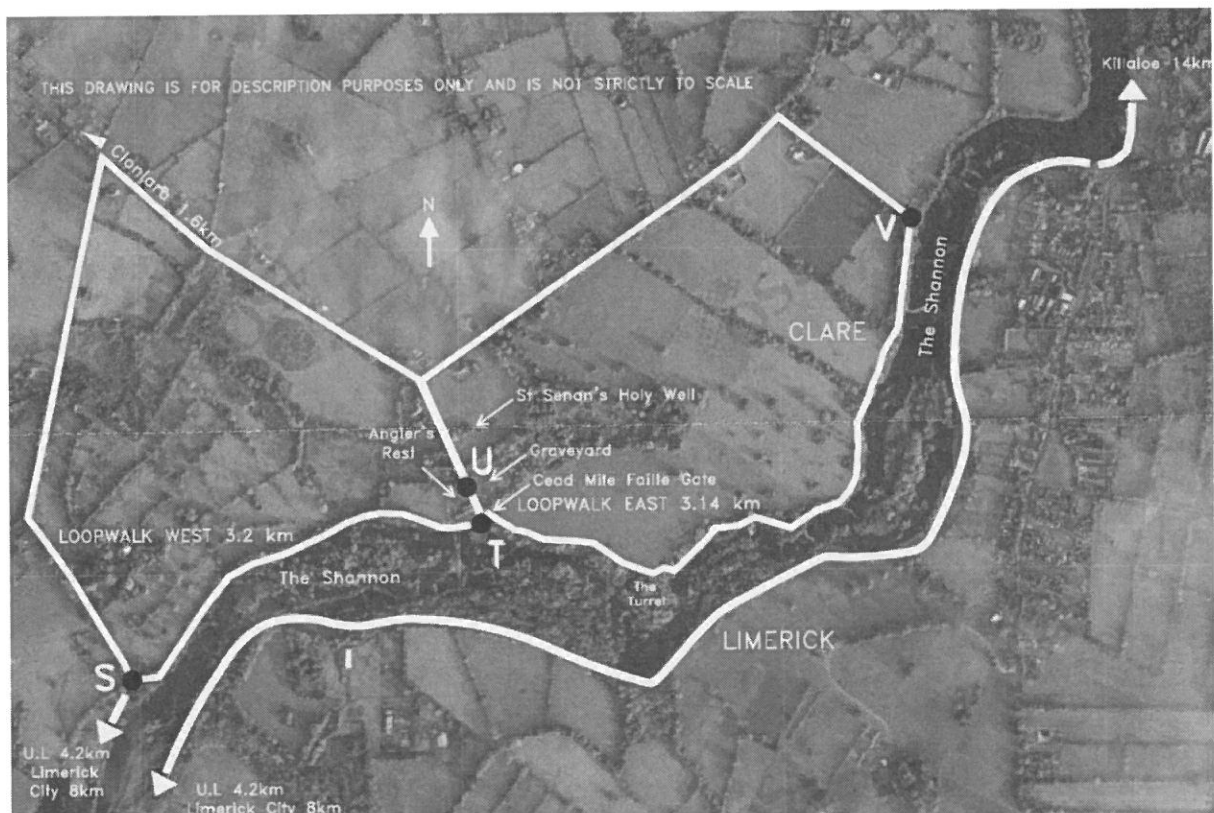 Killaloe 14km
THIS DRAWING IS FOR DESCRIPTION PURPOSES ONLY AND IS NOT STRICTLY TO SCALE
Clonlara 1.6km
N
V
The Shannon
CLARE
St Senan's Holy Well
Angler's
Rest
U
Graveyard
Cead Mile Faille Gate
LOOPWALK EAST 3.14 km
LOOPWALK WEST 3.2 km
T
The Shannon
The
Turret
LIMERICK
S
U.L 4.2km
Limerick
City 8km
U.L 4.2km
Limerick City 8km